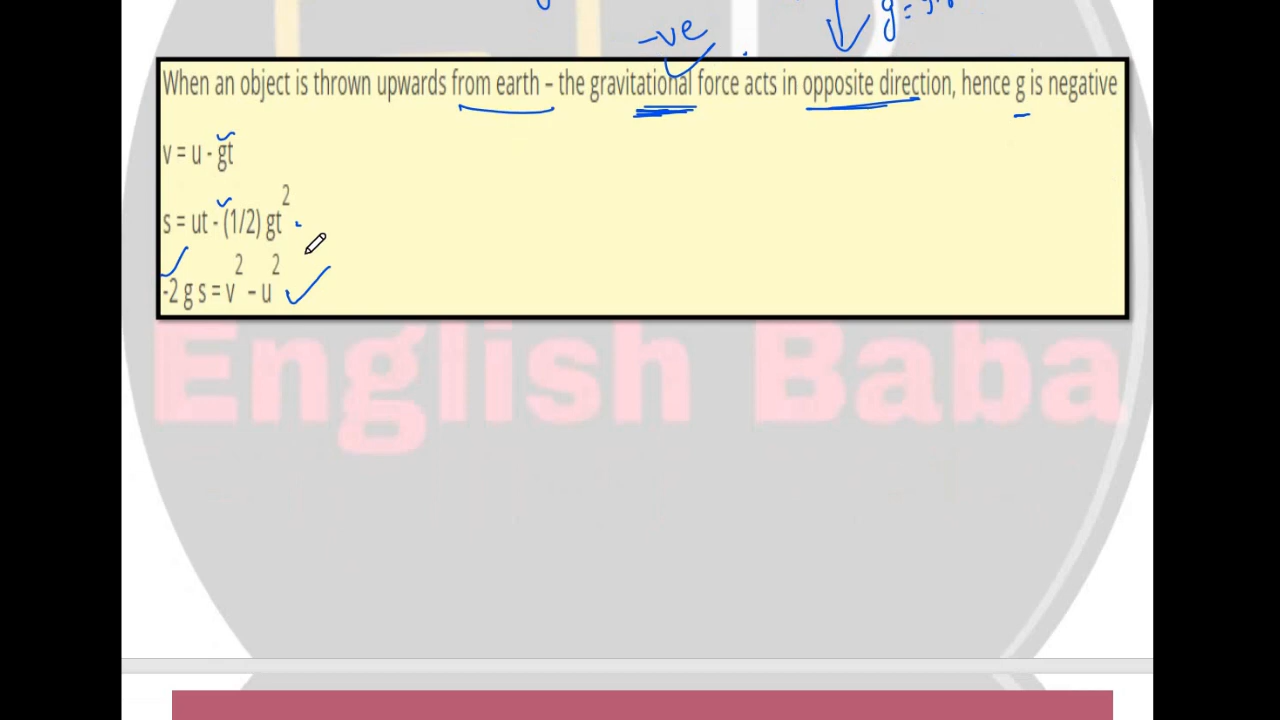 -ve
g=
When an object is thrown upwards from earth – the gravitational force acts in opposite direction, hence g is negative
v = u - gt
s = ut - (1/2) gt²
-2 g s = v² – u²
English Baba